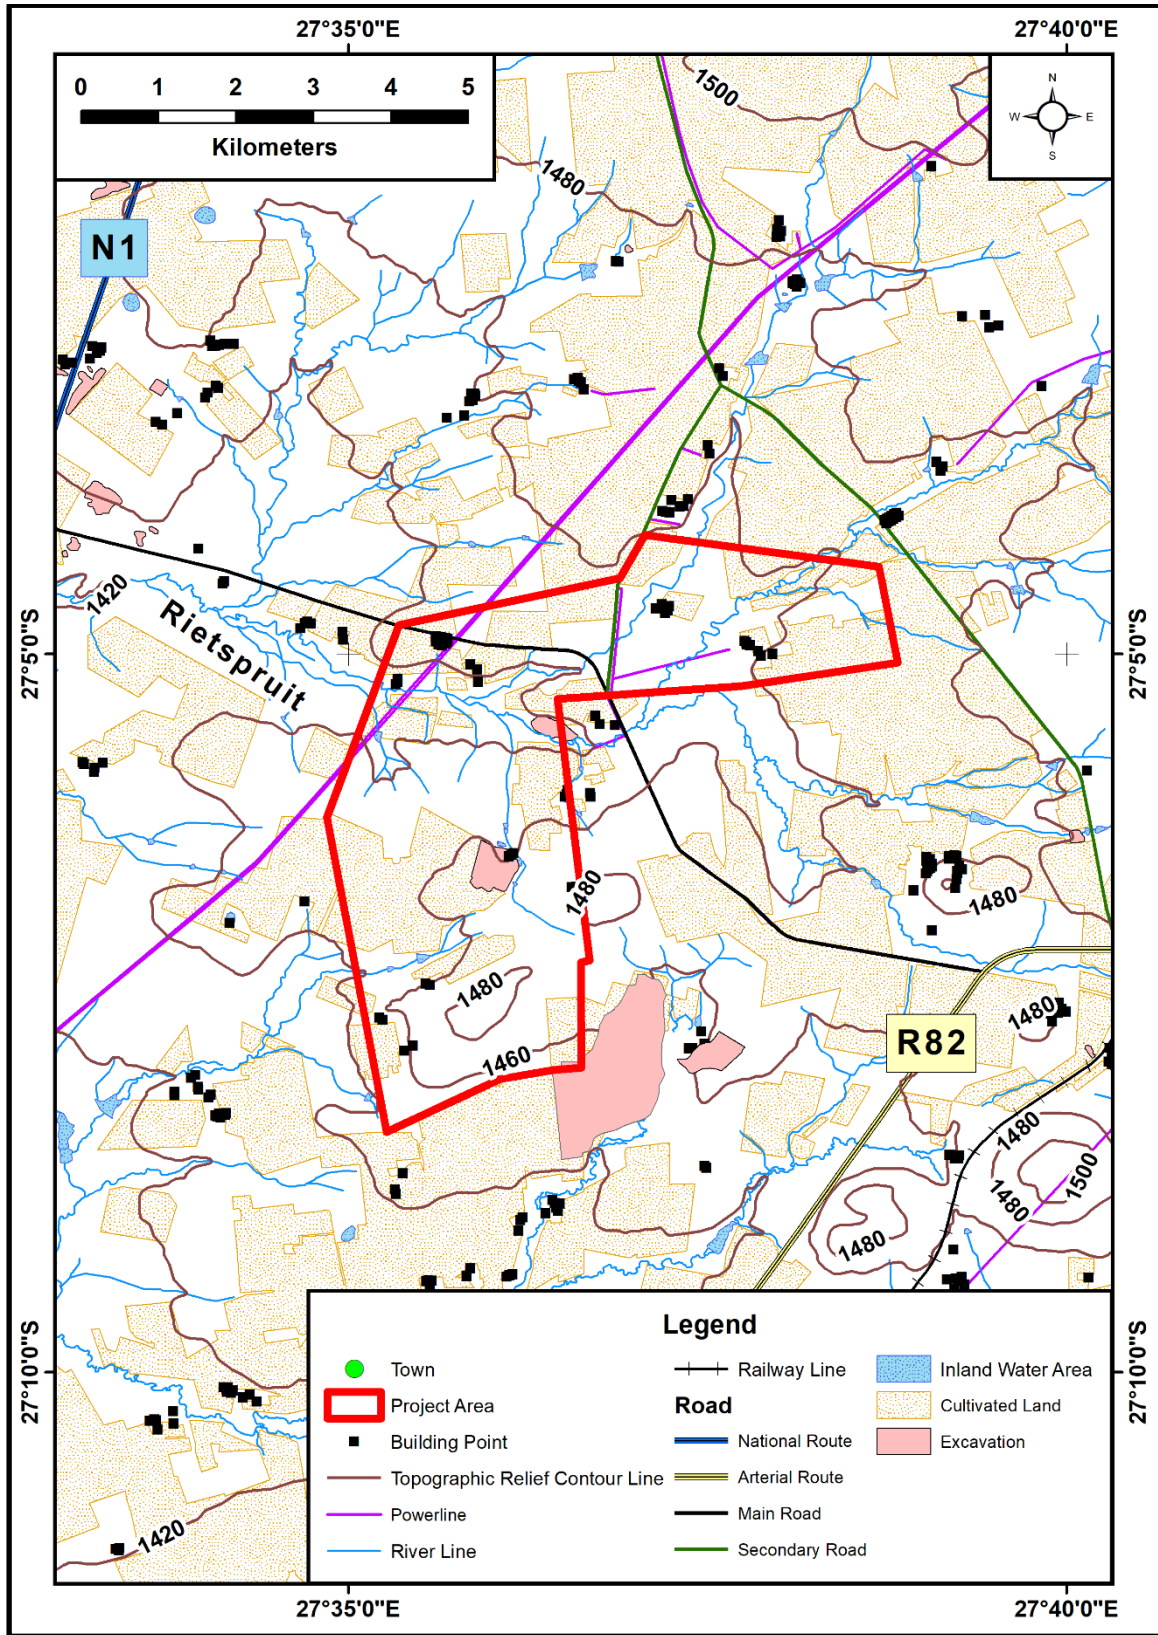 27°35'0"E 27°40'0"E
0 1 2 3 4 5
Kilometers
N
W E
S
1500
1480
N1
1420
Rietspruit
27°5'0"S 27°5'0"S
1480
1480
1480
1480
1460
R82
1480
1480
1500
1480
27°10'0"S 27°10'0"S
1420
Legend
Town
Project Area
Building Point
Topographic Relief Contour Line
Powerline
River Line
Railway Line
Road
National Route
Arterial Route
Main Road
Secondary Road
Inland Water Area
Cultivated Land
Excavation
27°35'0"E 27°40'0"E